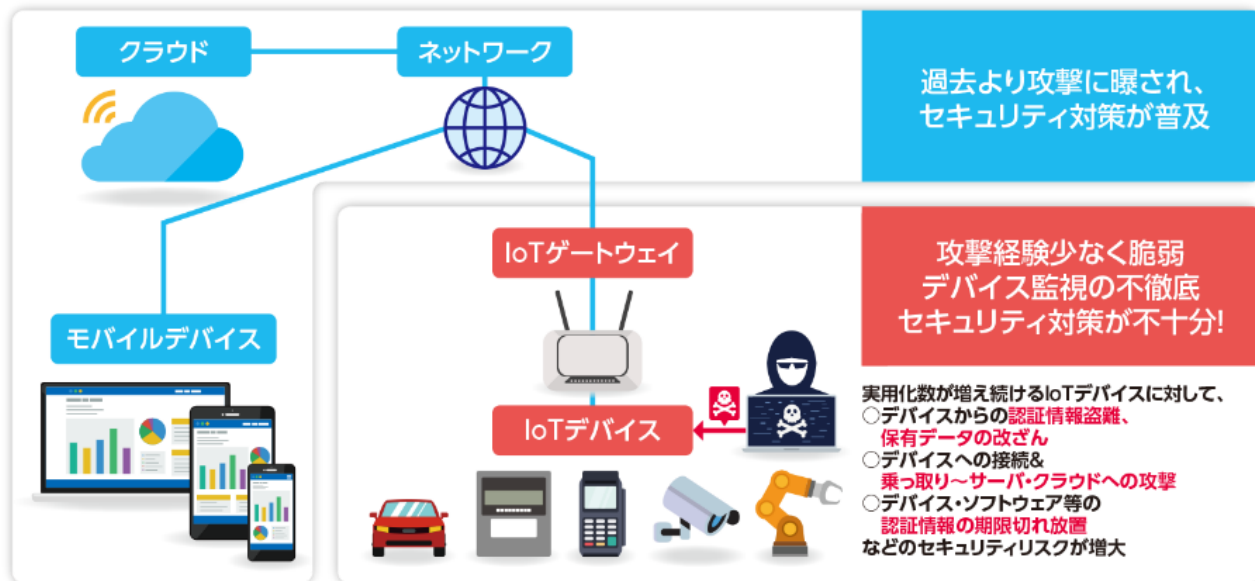 クラウド
ネットワーク
過去より攻撃に曝され、
セキュリティ対策が普及
IoTゲートウェイ
攻撃経験少なく脆弱
デバイス監視の不徹底
セキュリティ対策が不十分!
モバイルデバイス
IoTデバイス
実用化数が増え続けるIoTデバイスに対して、
○デバイスからの認証情報盗難、
保有データの改ざん
○デバイスへの接続&
乗っ取り～サーバ・クラウドへの攻撃
○デバイス・ソフトウェア等の
認証情報の期限切れ放置
などのセキュリティリスクが増大